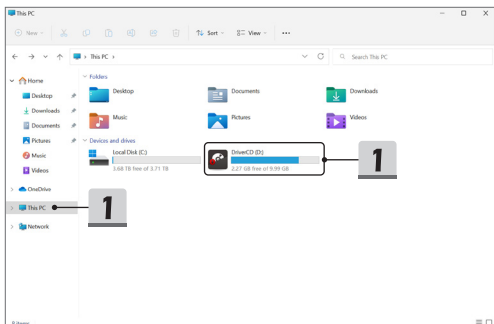 This PC
New
Sort
View
This PC
Search This PC
Home
Desktop
Downloads
Documents
Pictures
Music
Videos
OneDrive
This PC
Network
Folders
Desktop
Documents
Downloads
Music
Pictures
Videos
Devices and drives
Local Disk (C:)
3.68 TB free of 3.71 TB
DriverCD (D:)
2.27 GB free of 9.99 GB
1
1
9 items